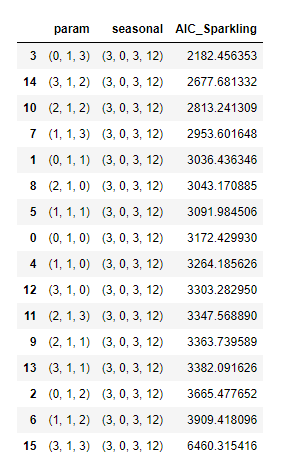 param seasonal AIC_Sparkling
3 (0, 1, 3) (3, 0, 3, 12) 2182.456353
14 (3, 1, 2) (3, 0, 3, 12) 2677.681332
10 (2, 1, 2) (3, 0, 3, 12) 2813.241309
7 (1, 1, 3) (3, 0, 3, 12) 2953.601648
1 (0, 1, 1) (3, 0, 3, 12) 3036.436346
8 (2, 1, 0) (3, 0, 3, 12) 3043.170885
5 (1, 1, 1) (3, 0, 3, 12) 3091.984506
0 (0, 1, 0) (3, 0, 3, 12) 3172.429930
4 (1, 1, 0) (3, 0, 3, 12) 3264.185626
12 (3, 1, 0) (3, 0, 3, 12) 3303.282950
11 (2, 1, 3) (3, 0, 3, 12) 3347.568890
9 (2, 1, 1) (3, 0, 3, 12) 3363.739589
13 (3, 1, 1) (3, 0, 3, 12) 3382.091626
2 (0, 1, 2) (3, 0, 3, 12) 3665.477652
6 (1, 1, 2) (3, 0, 3, 12) 3909.418096
15 (3, 1, 3) (3, 0, 3, 12) 6460.315416